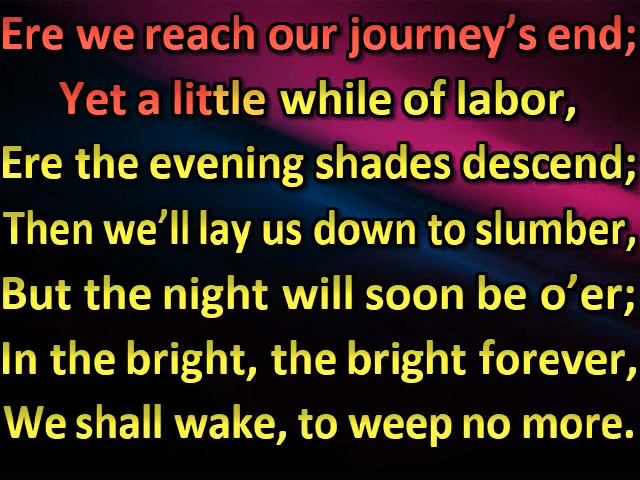 Ere we reach our journey’s end;
Yet a little while of labor,
Ere the evening shades descend;
Then we’ll lay us down to slumber,
But the night will soon be o’er;
In the bright, the bright forever,
We shall wake, to weep no more.